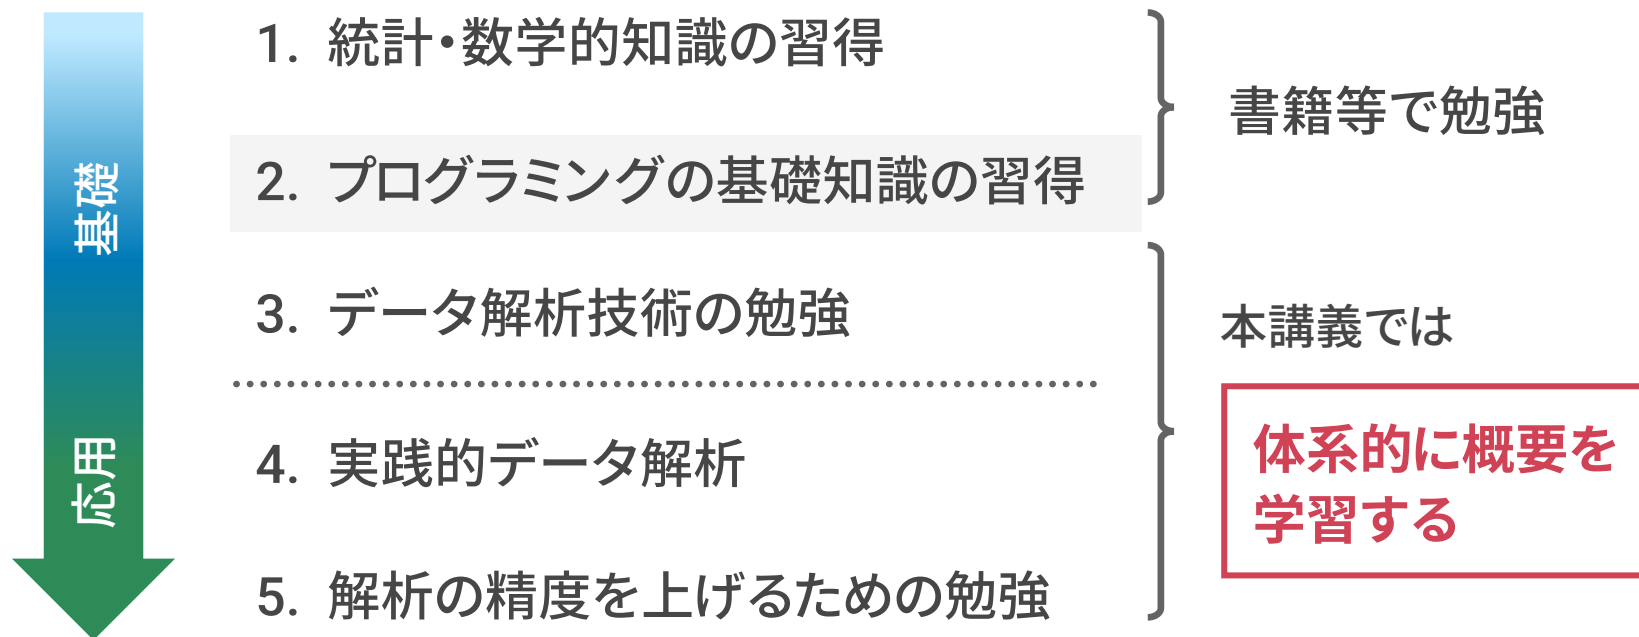 基礎
応用
1. 統計・数学的知識の習得
2. プログラミングの基礎知識の習得
3. データ解析技術の勉強
4. 実践的データ解析
5. 解析の精度を上げるための勉強
書籍等で勉強
本講義では
体系的に概要を
学習する